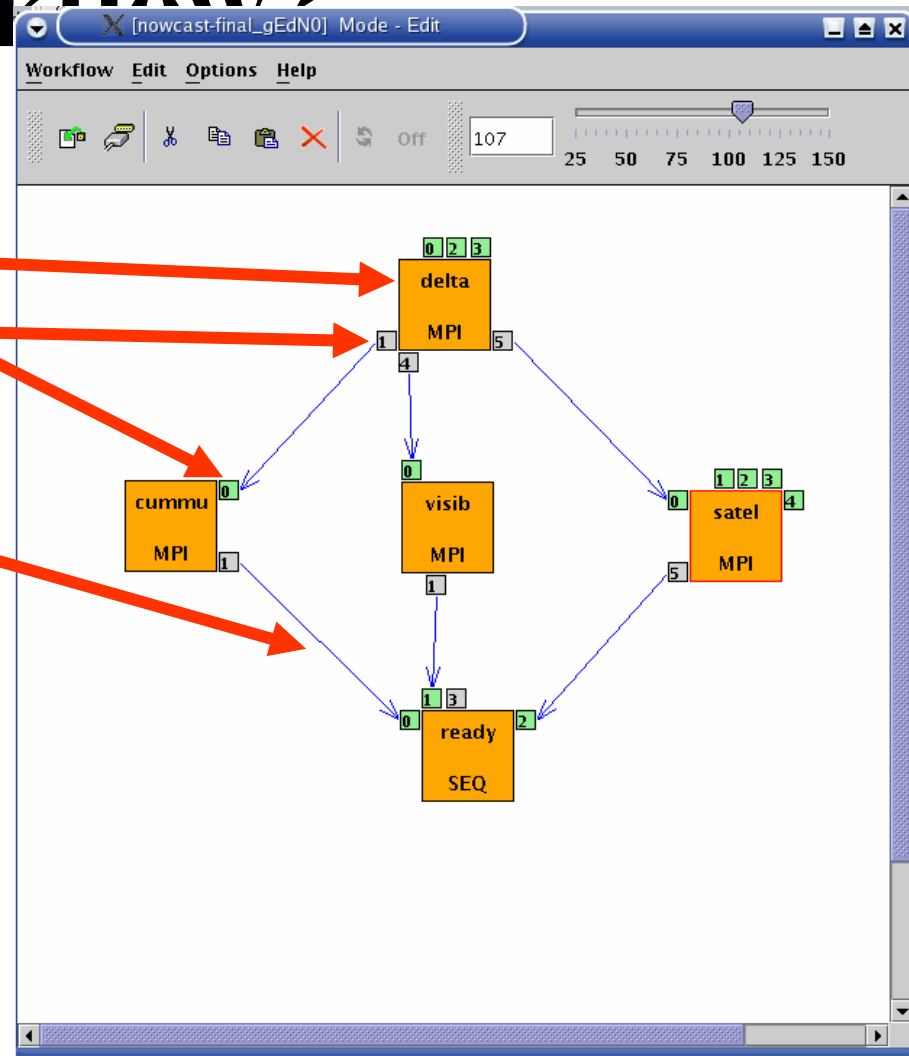 [nowcast-final_gEdN0] Mode - Edit
Workflow Edit Options Help
Off 107
25 50 75 100 125 150
0 2 3
delta
MPI
1 5
4
0
cummu
MPI
1
0
visib
MPI
1
1 2 3
0 4
satel
MPI
5
1 3
0 2
ready
SEQ